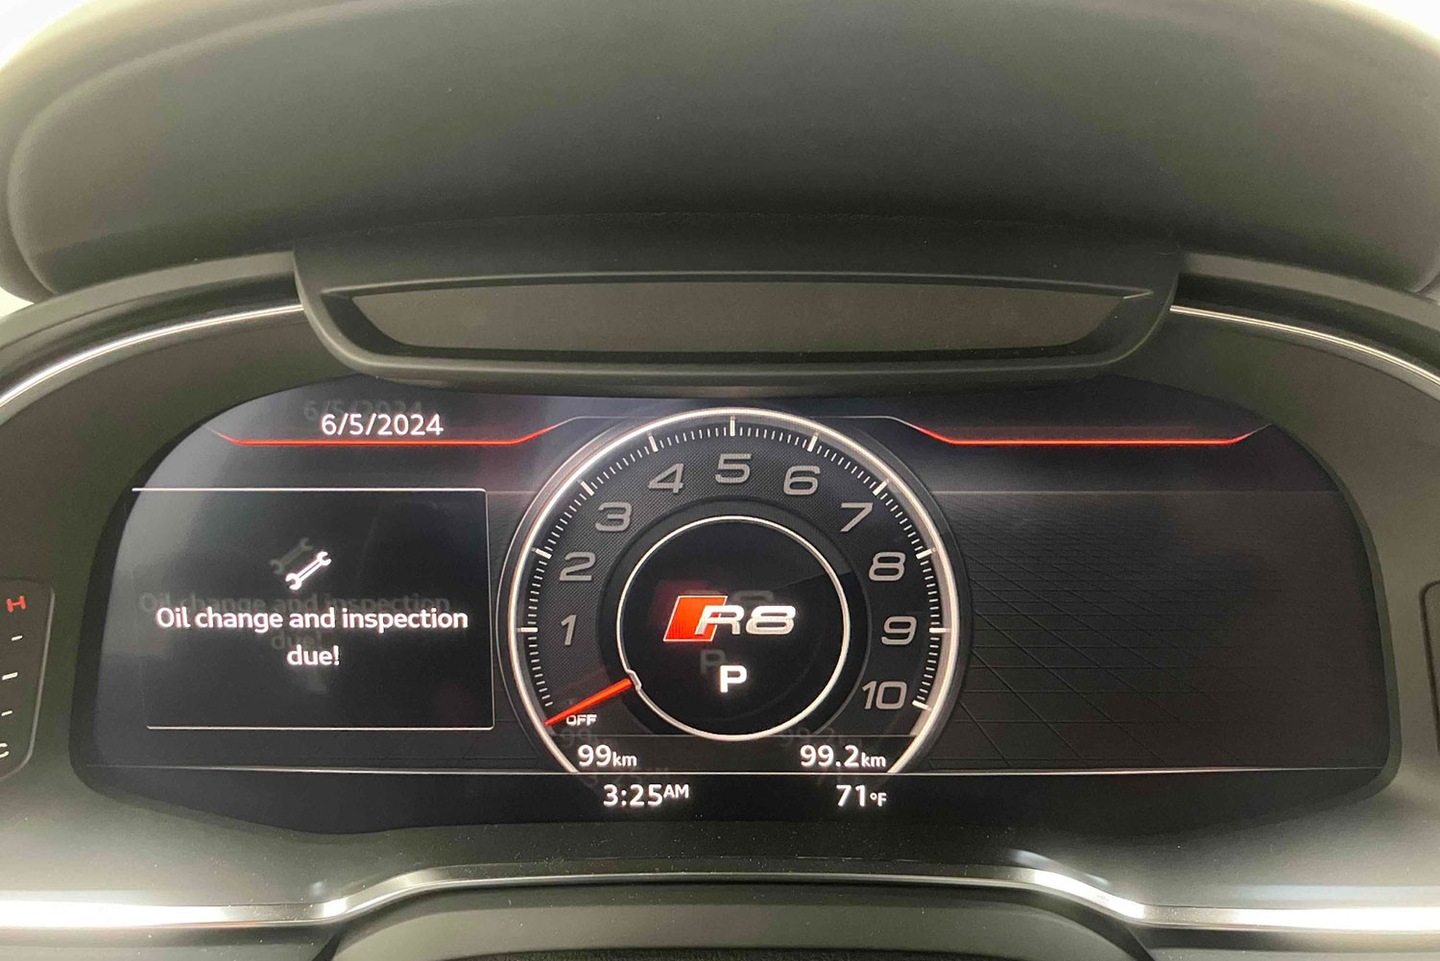 6/5/2024
Oil change and inspection
due!
1
2
3
4
5
6
7
8
9
10
OFF
R8
P
99km
99.2km
3:25AM
71°F
H
C